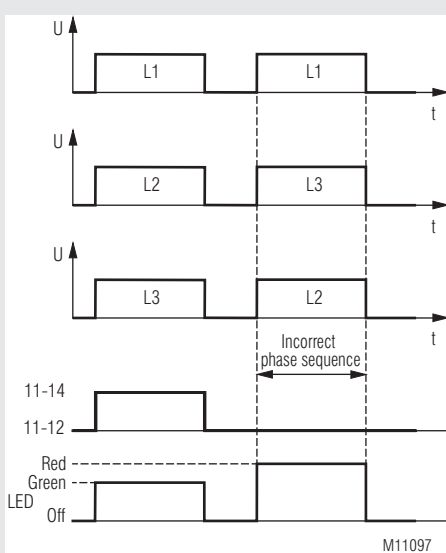 U
L1
L1
t
U
L2
L3
t
U
L3
L2
t
Incorrect
phase sequence
11-14
11-12
Red
Green
LED
Off
M11097